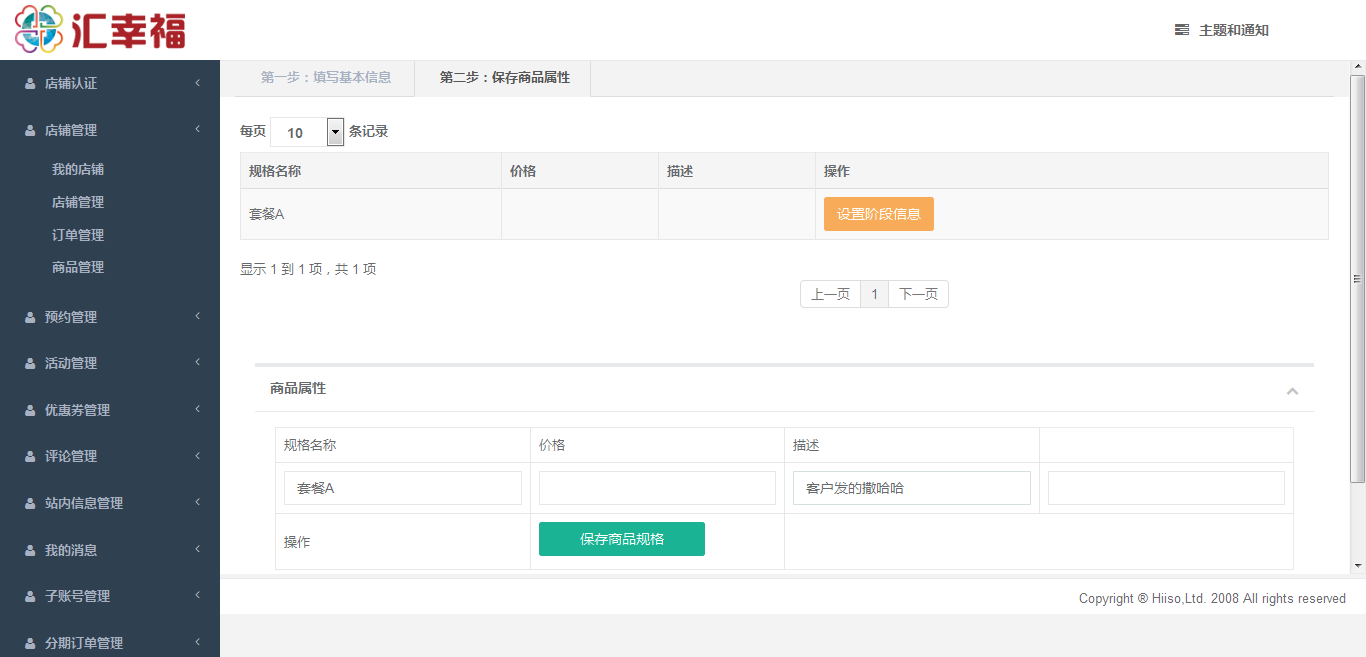 汇幸福
主题和通知
店铺认证
店铺管理
我的店铺
店铺管理
订单管理
商品管理
预约管理
活动管理
优惠券管理
评论管理
站内信息管理
我的消息
子账号管理
分期订单管理
第一步：填写基本信息 第二步：保存商品属性
每页 10 条记录
规格名称 价格 描述 操作
套餐A 设置阶段信息
显示 1 到 1 项，共 1 项
上一页 1 下一页
商品属性
规格名称 价格 描述
套餐A 客户发的撒哈哈
操作 保存商品规格
Copyright ® Hiiso,Ltd. 2008 All rights reserved